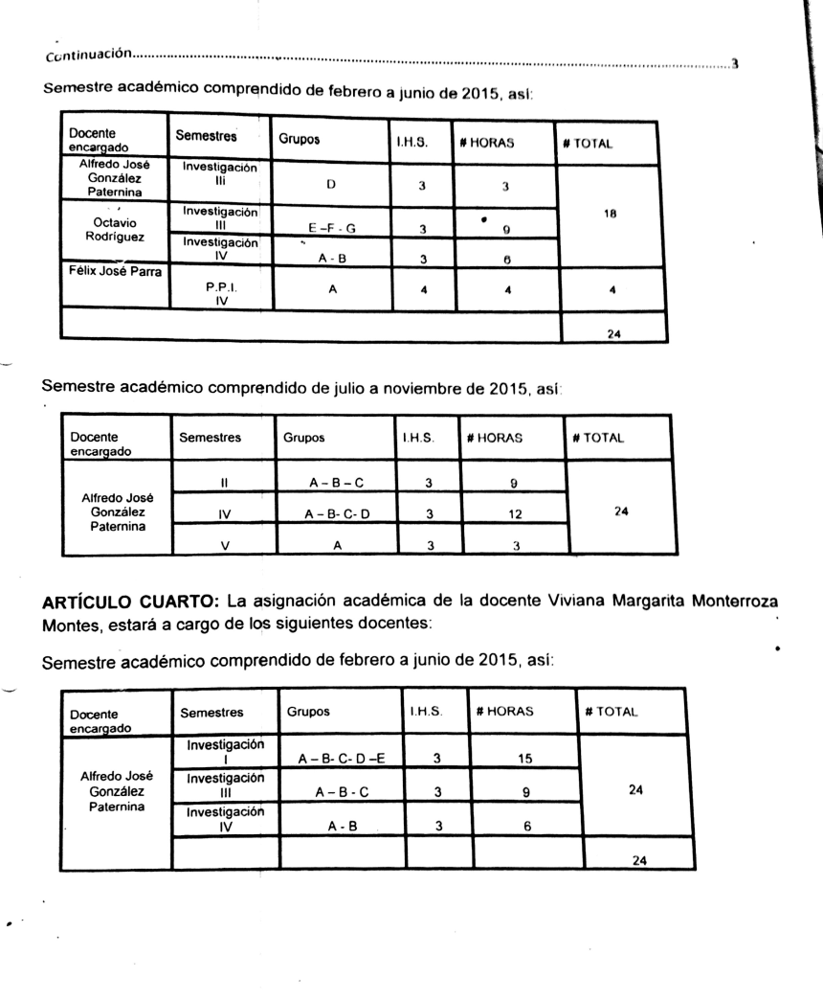 Continuación..........3
Semestre académico comprendido de febrero a junio de 2015, así:
Docente encargado Semestres Grupos I.H.S. # HORAS # TOTAL
Alfredo José González Paternina Investigación IIi D 3 3 18
Octavio Rodríguez Investigación III E –F - G 3 9
Investigación IV A - B 3 6
Félix José Parra P.P.I. IV A 4 4 4
24
Semestre académico comprendido de julio a noviembre de 2015, así:
Docente encargado Semestres Grupos I.H.S. # HORAS # TOTAL
Alfredo José González Paternina II A – B – C 3 9 24
IV A – B- C- D 3 12
V A 3 3
ARTÍCULO CUARTO: La asignación académica de la docente Viviana Margarita Monterroza
Montes, estará a cargo de los siguientes docentes:
Semestre académico comprendido de febrero a junio de 2015, así:
Docente encargado Semestres Grupos I.H.S. # HORAS # TOTAL
Alfredo José González Paternina Investigación I A – B- C- D –E 3 15 24
Investigación III A – B - C 3 9
Investigación IV A - B 3 6
24